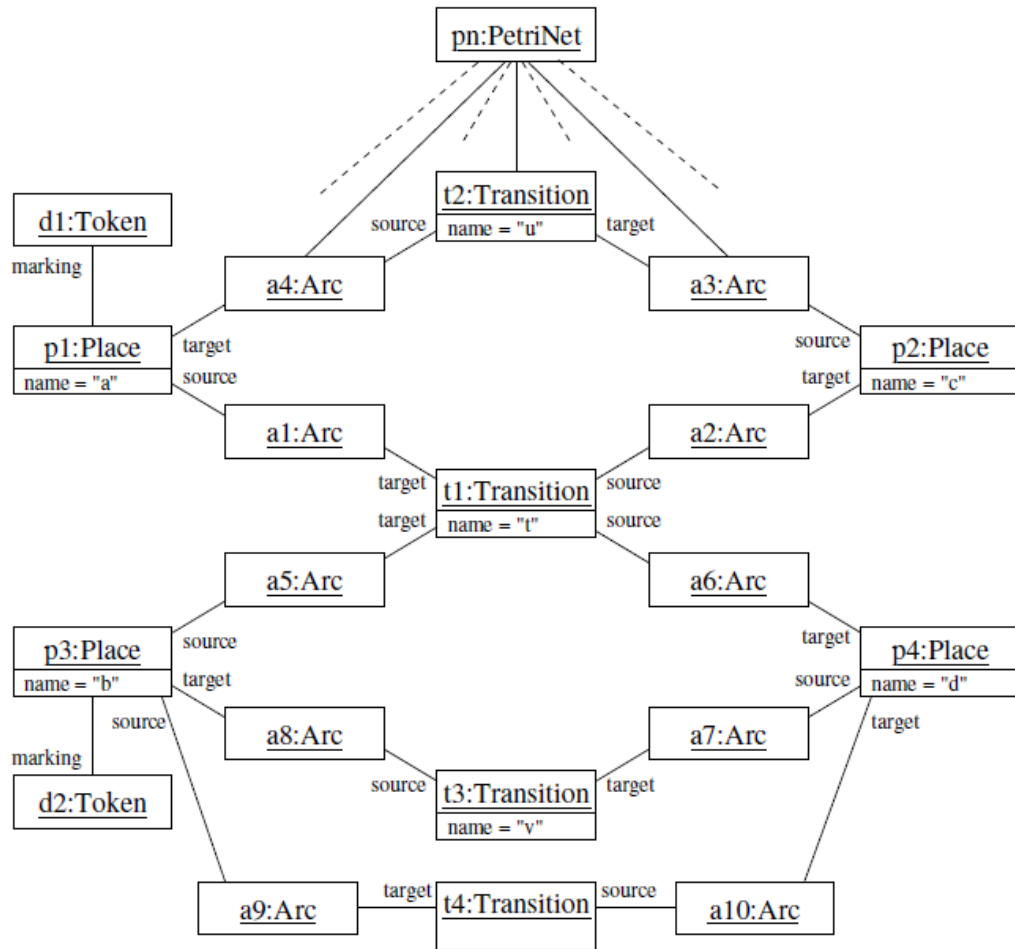 pn:PetriNet
t2:Transition
name = "u"
source
target
d1:Token
marking
a4:Arc
a3:Arc
p1:Place
name = "a"
target
source
source
target
p2:Place
name = "c"
a1:Arc
a2:Arc
target
target
t1:Transition
name = "t"
source
source
a5:Arc
a6:Arc
p3:Place
name = "b"
source
target
source
target
source
target
p4:Place
name = "d"
marking
d2:Token
a8:Arc
a7:Arc
source
t3:Transition
name = "v"
target
a9:Arc
target
t4:Transition
source
a10:Arc